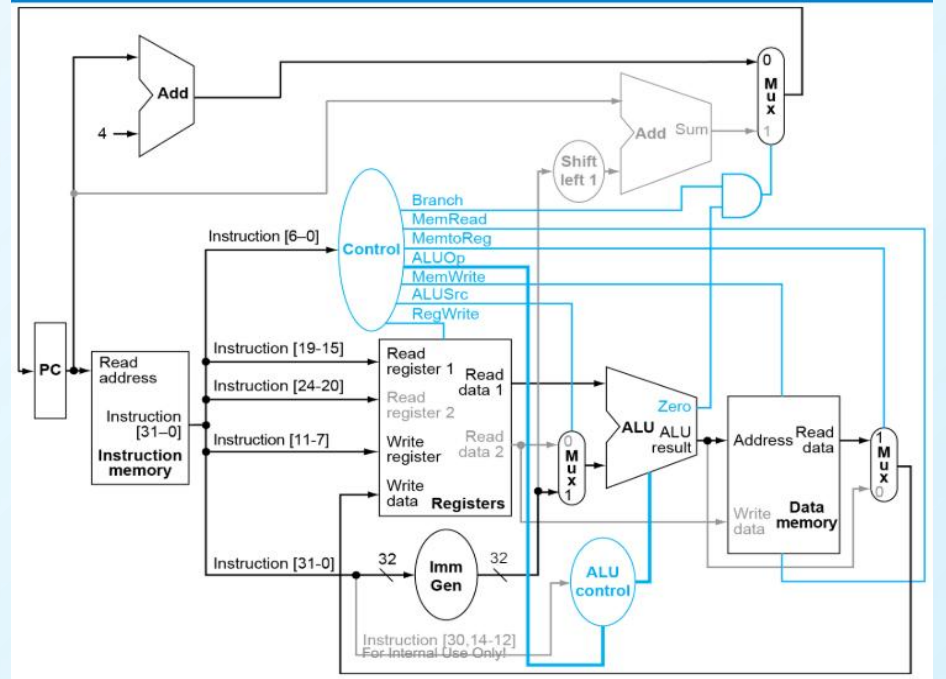 Add
4
0
Mux
1
Add Sum
Shift
left 1
Branch
MemRead
MemtoReg
ALUOp
MemWrite
ALUSrc
RegWrite
Control
Instruction [6–0]
PC
Read
address
Instruction
[31–0]
Instruction
memory
Instruction [19-15]
Instruction [24-20]
Instruction [11-7]
Instruction [31-0]
Read
register 1
Read
data 1
Read
register 2
Write
register
Read
data 2
Write
data
Registers
0
Mux
1
Zero
ALU
ALU
result
Address
Read
data
Write
data
Data
memory
1
Mux
0
32
Imm
Gen
32
ALU
control
Instruction [30,14-12]
For Internal Use Only!